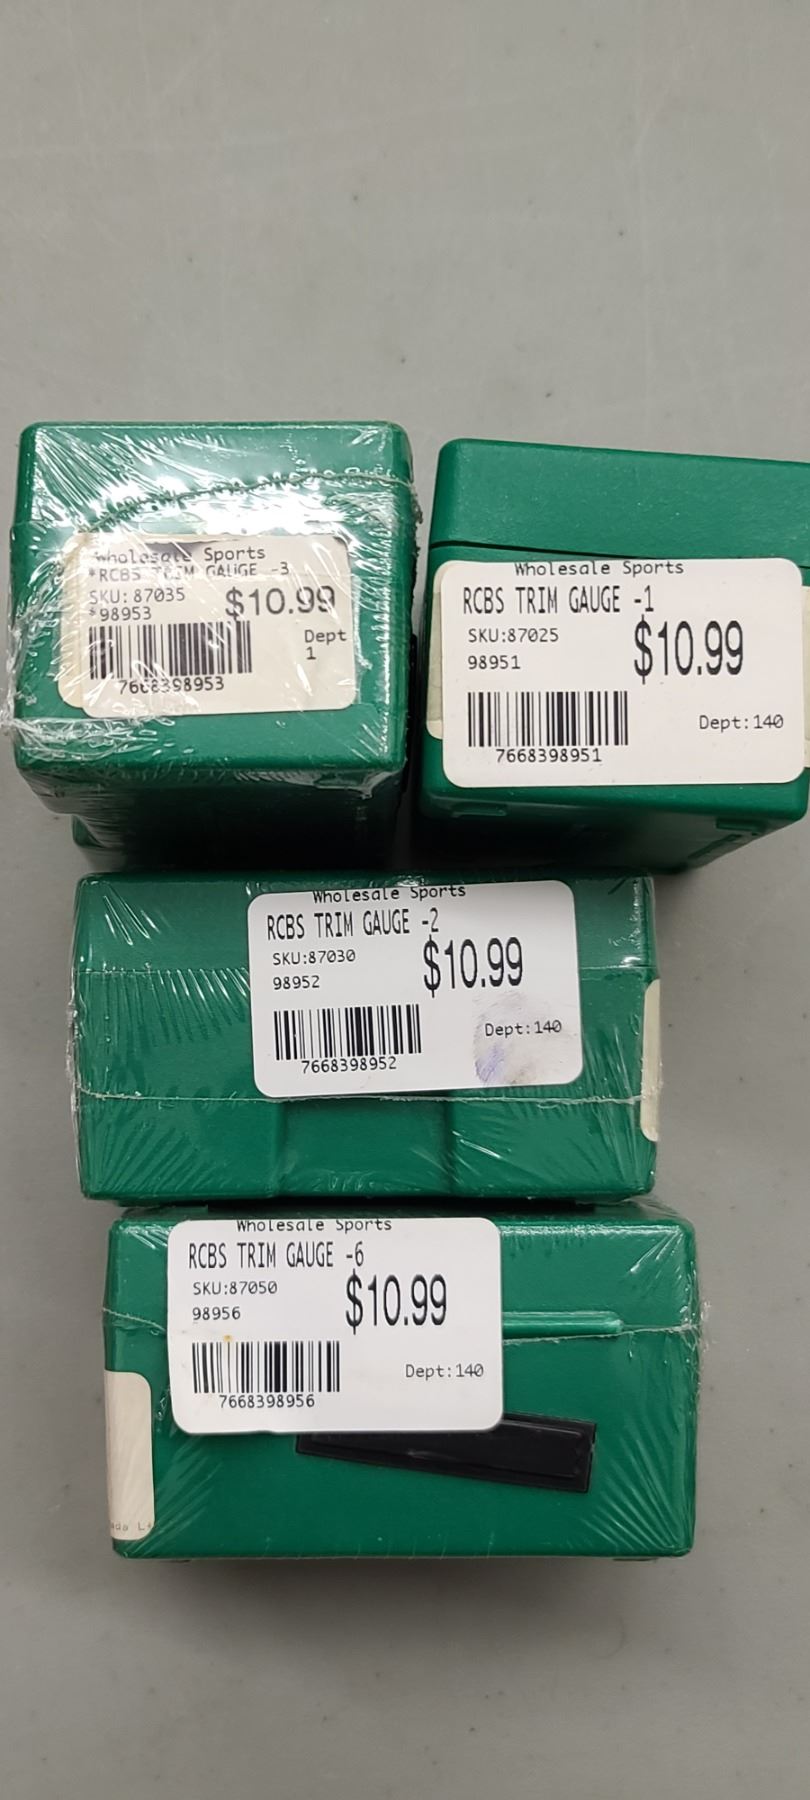 Wholesale Sports
*RCBS TRIM GAUGE -3
SKU:87035
$10.99
*98953
Dept
1
7668398953
Wholesale Sports
RCBS TRIM GAUGE -1
SKU:87025
$10.99
98951
Dept:140
7668398951
Wholesale Sports
RCBS TRIM GAUGE -2
SKU:87030
$10.99
98952
Dept:140
7668398952
Wholesale Sports
RCBS TRIM GAUGE -6
SKU:87050
$10.99
98956
Dept:140
7668398956